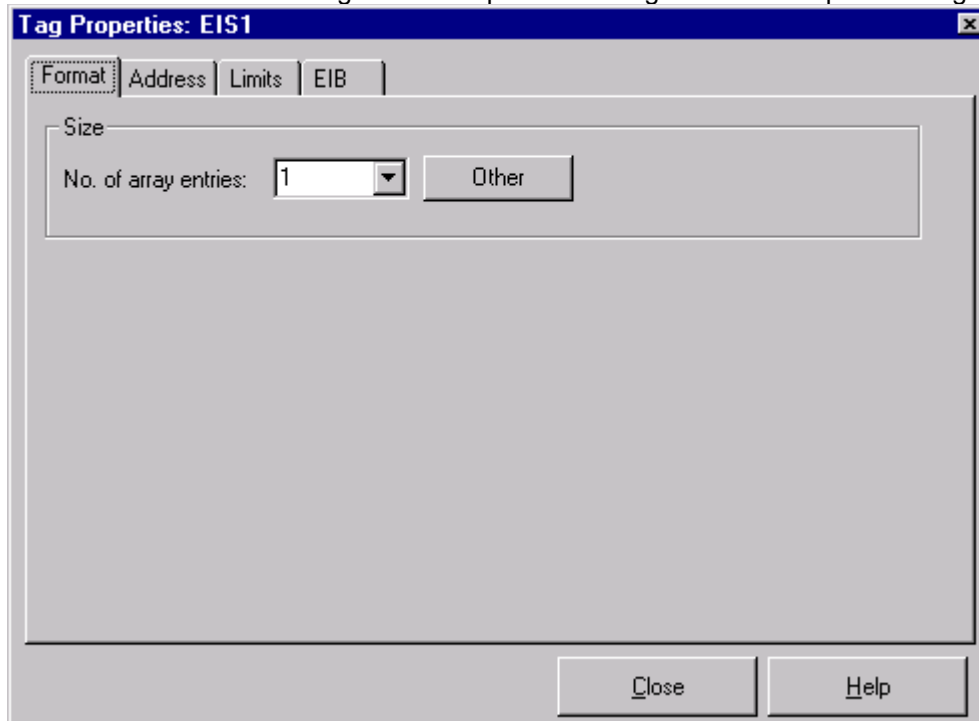 Tag Properties: EIS1
Format Address Limits EIB
Size
No. of array entries: 1 Other
Close Help